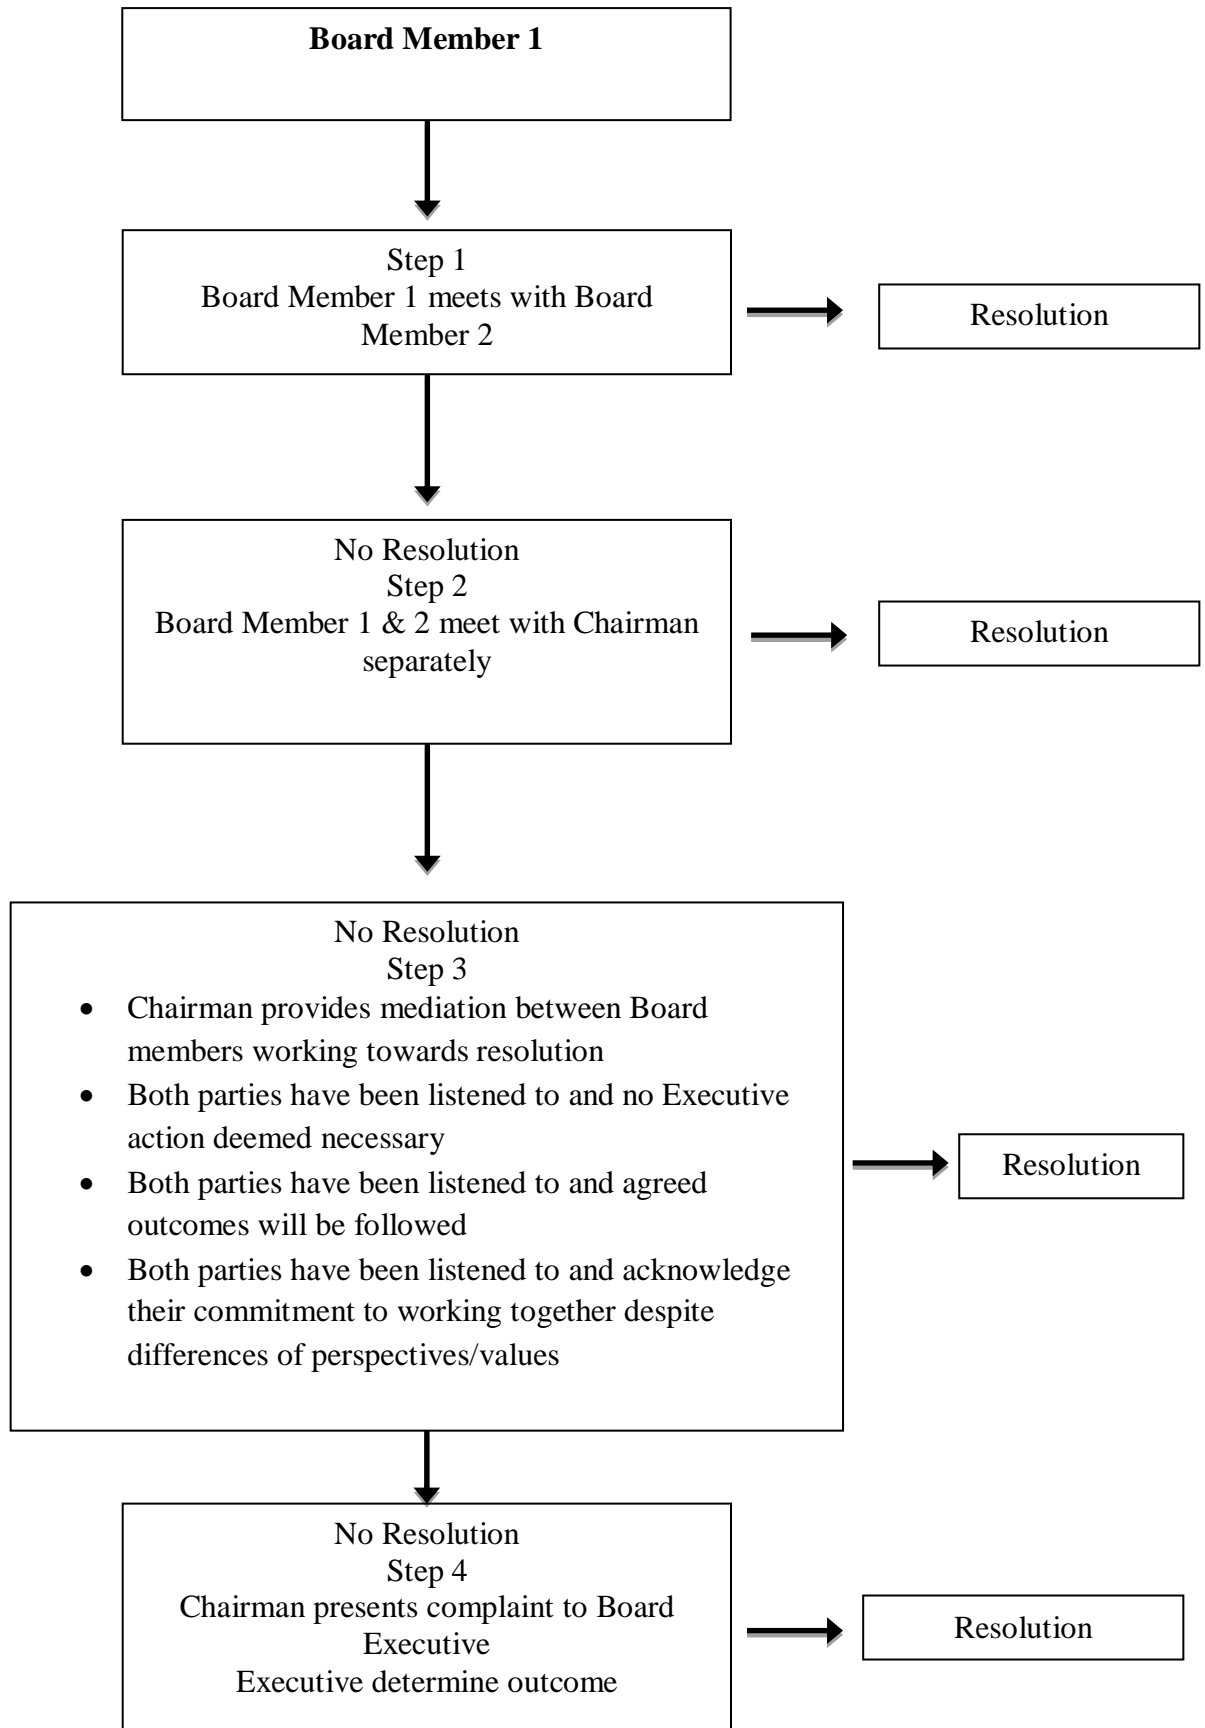 Board Member 1
Step 1
Board Member 1 meets with Board
Member 2
Resolution
No Resolution
Step 2
Board Member 1 & 2 meet with Chairman
separately
Resolution
No Resolution
Step 3
• Chairman provides mediation between Board
members working towards resolution
• Both parties have been listened to and no Executive
action deemed necessary
• Both parties have been listened to and agreed
outcomes will be followed
• Both parties have been listened to and acknowledge
their commitment to working together despite
differences of perspectives/values
Resolution
No Resolution
Step 4
Chairman presents complaint to Board
Executive
Executive determine outcome
Resolution